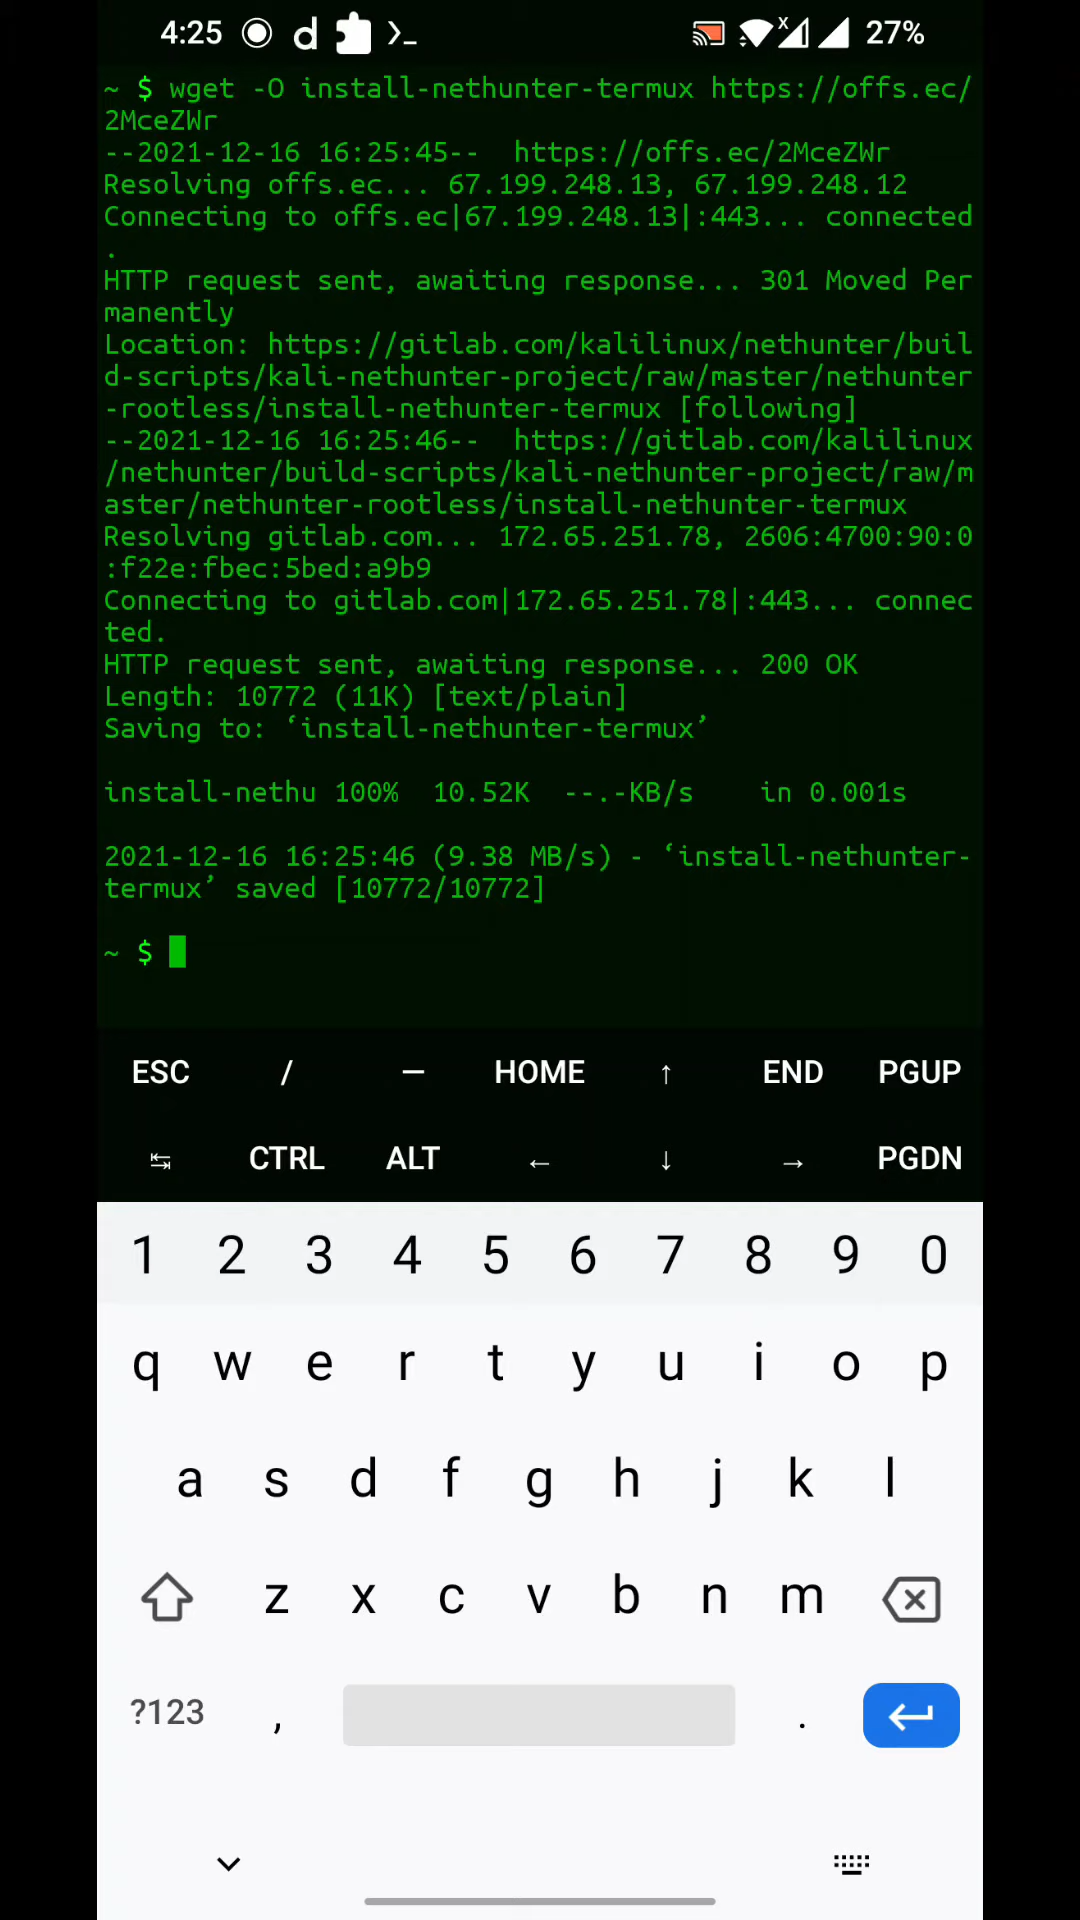 4:25 27%
~ $ wget -O install-nethunter-termux https://offs.ec/
2MceZWr
--2021-12-16 16:25:45--  https://offs.ec/2MceZWr
Resolving offs.ec... 67.199.248.13, 67.199.248.12
Connecting to offs.ec|67.199.248.13|:443... connected
.
HTTP request sent, awaiting response... 301 Moved Per
manently
Location: https://gitlab.com/kalilinux/nethunter/buil
d-scripts/kali-nethunter-project/raw/master/nethunter
-rootless/install-nethunter-termux [following]
--2021-12-16 16:25:46--  https://gitlab.com/kalilinux
/nethunter/build-scripts/kali-nethunter-project/raw/m
aster/nethunter-rootless/install-nethunter-termux
Resolving gitlab.com... 172.65.251.78, 2606:4700:90:0
:f22e:fbec:5bed:a9b9
Connecting to gitlab.com|172.65.251.78|:443... connec
ted.
HTTP request sent, awaiting response... 200 OK
Length: 10772 (11K) [text/plain]
Saving to: ‘install-nethunter-termux’
install-nethu 100%  10.52K  --.-KB/s    in 0.001s
2021-12-16 16:25:46 (9.38 MB/s) - ‘install-nethunter-
termux’ saved [10772/10772]
~ $
ESC / — HOME ↑ END PGUP
↹ CTRL ALT ← ↓ → PGDN
1 2 3 4 5 6 7 8 9 0
q w e r t y u i o p
a s d f g h j k l
z x c v b n m
?123 , .